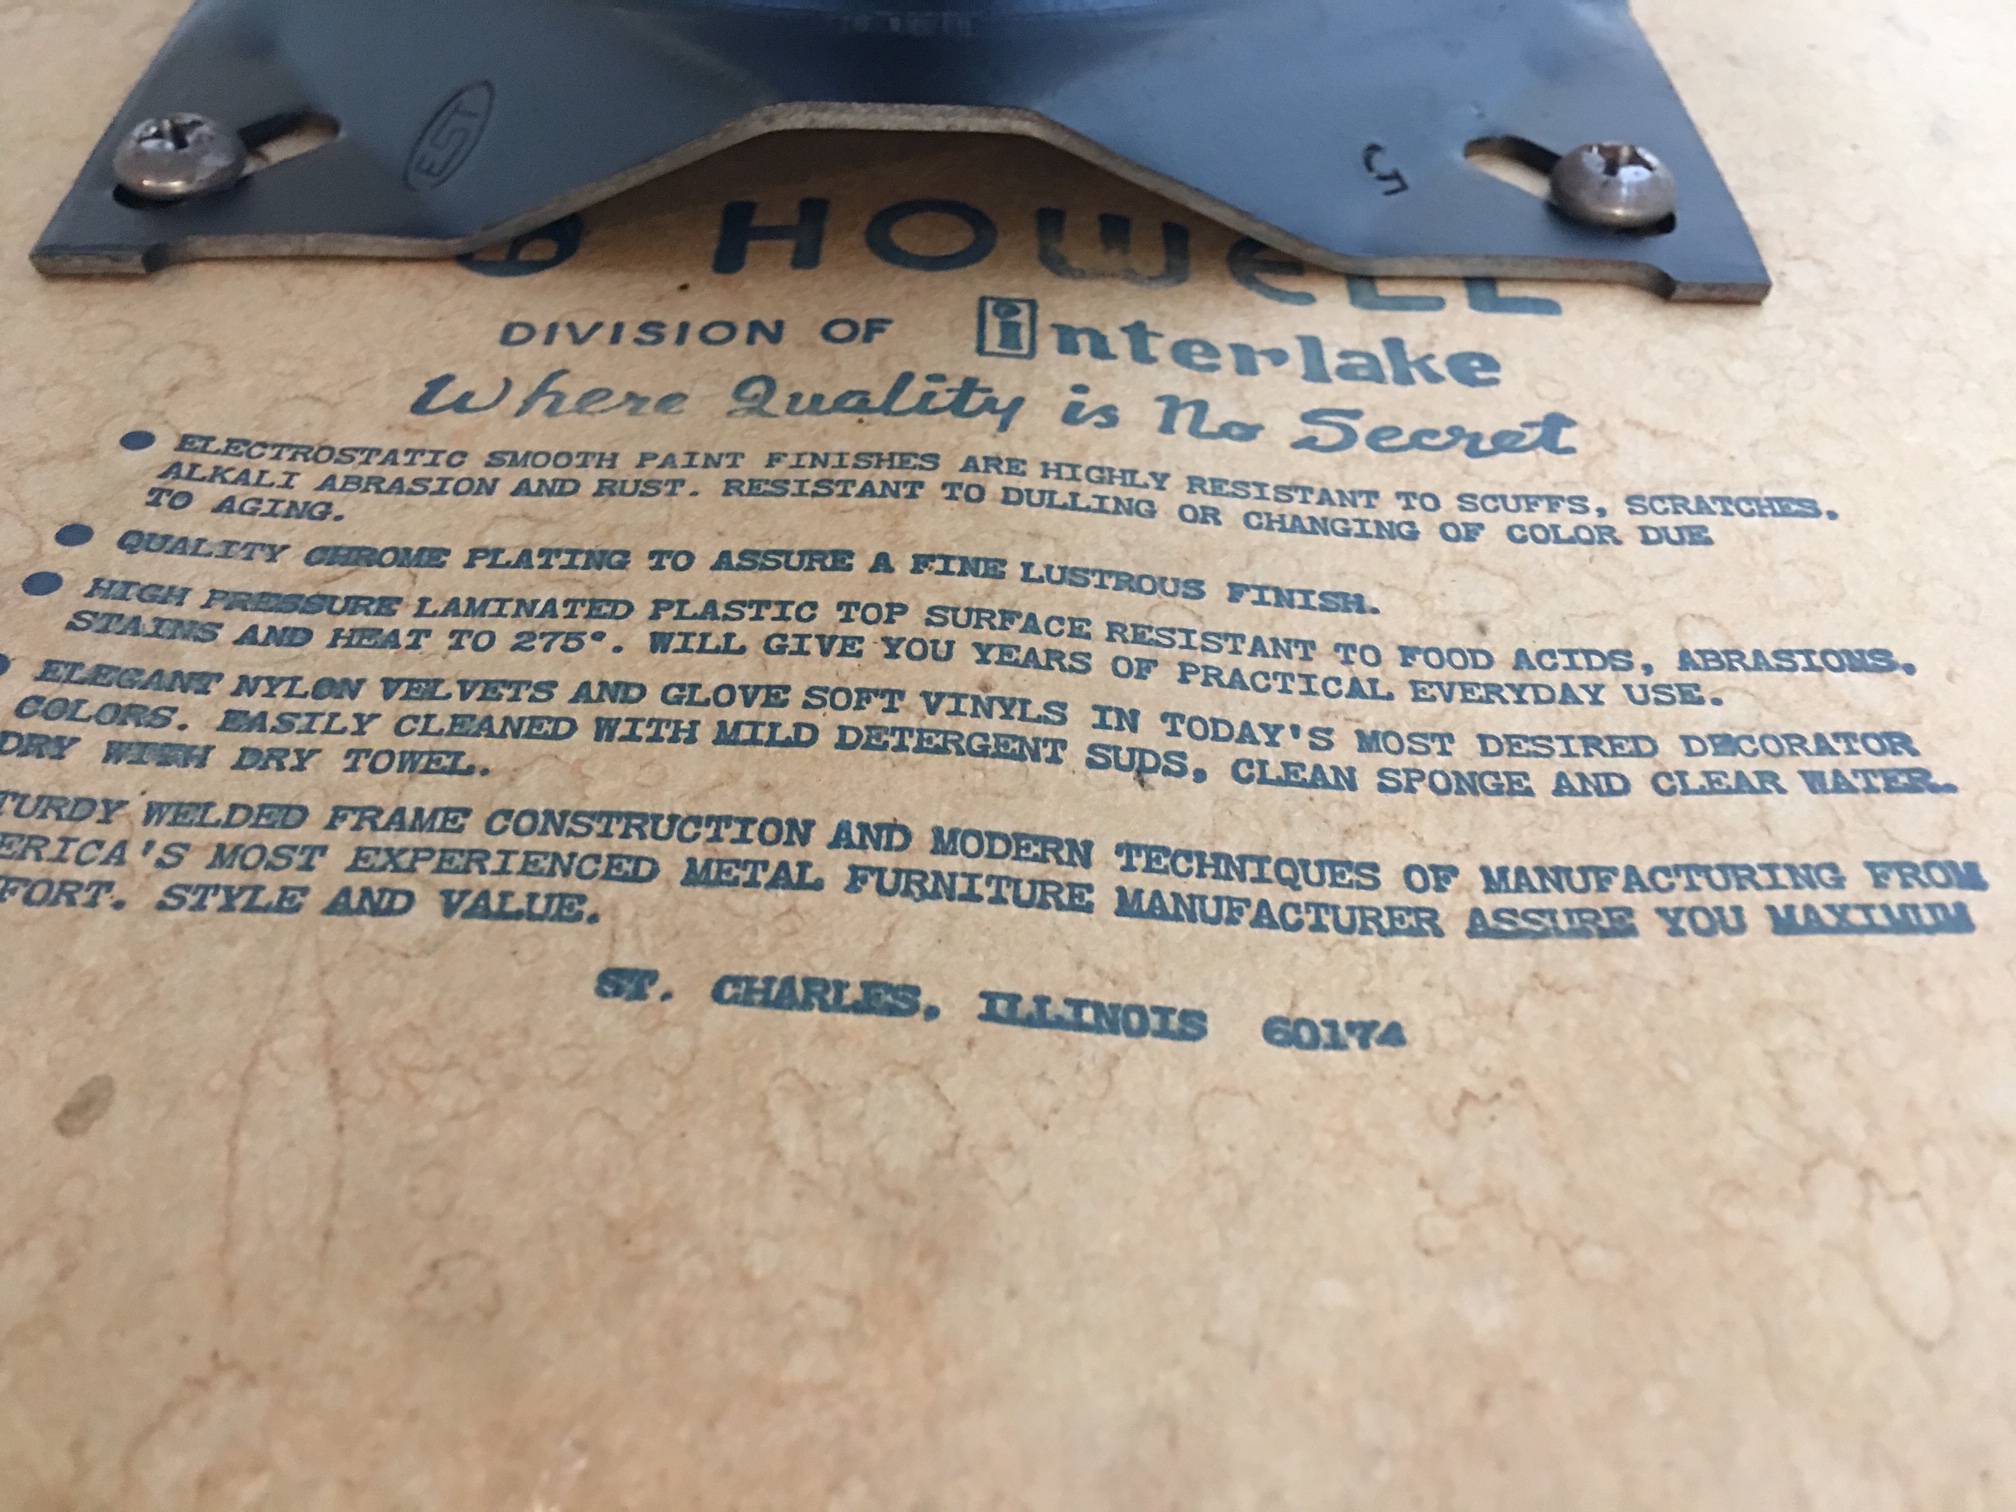 EST
5
HOWELL
DIVISION OF interlake
Where Quality is No Secret
● ELECTROSTATIC SMOOTH PAINT FINISHES ARE HIGHLY RESISTANT TO SCUFFS, SCRATCHES,
ALKALI ABRASION AND RUST. RESISTANT TO DULLING OR CHANGING OF COLOR DUE
TO AGING.
● QUALITY CHROME PLATING TO ASSURE A FINE LUSTROUS FINISH.
● HIGH PRESSURE LAMINATED PLASTIC TOP SURFACE RESISTANT TO FOOD ACIDS, ABRASIONS,
STAINS AND HEAT TO 275°. WILL GIVE YOU YEARS OF PRACTICAL EVERYDAY USE.
● ELEGANT NYLON VELVETS AND GLOVE SOFT VINYLS IN TODAY'S MOST DESIRED DECORATOR
COLORS. EASILY CLEANED WITH MILD DETERGENT SUDS, CLEAN SPONGE AND CLEAR WATER.
DRY WITH DRY TOWEL.
TURDY WELDED FRAME CONSTRUCTION AND MODERN TECHNIQUES OF MANUFACTURING FROM
ERICA'S MOST EXPERIENCED METAL FURNITURE MANUFACTURER ASSURE YOU MAXIMUM
FORT. STYLE AND VALUE.
ST. CHARLES, ILLINOIS 60174